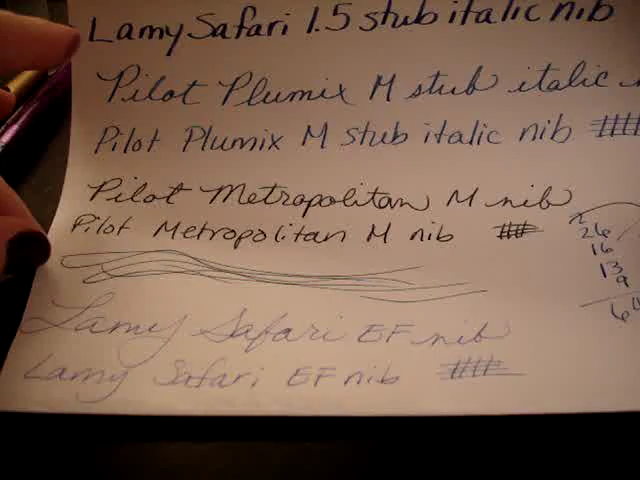 Lamy Safari 1.5 stub italic nib
Pilot Plumix M stub italic
Pilot Plumix M stub italic nib
Pilot Metropolitan M nib
Pilot Metropolitan M nib
26
16
13
9
Lamy Safari EF nib
Lamy Safari EF nib